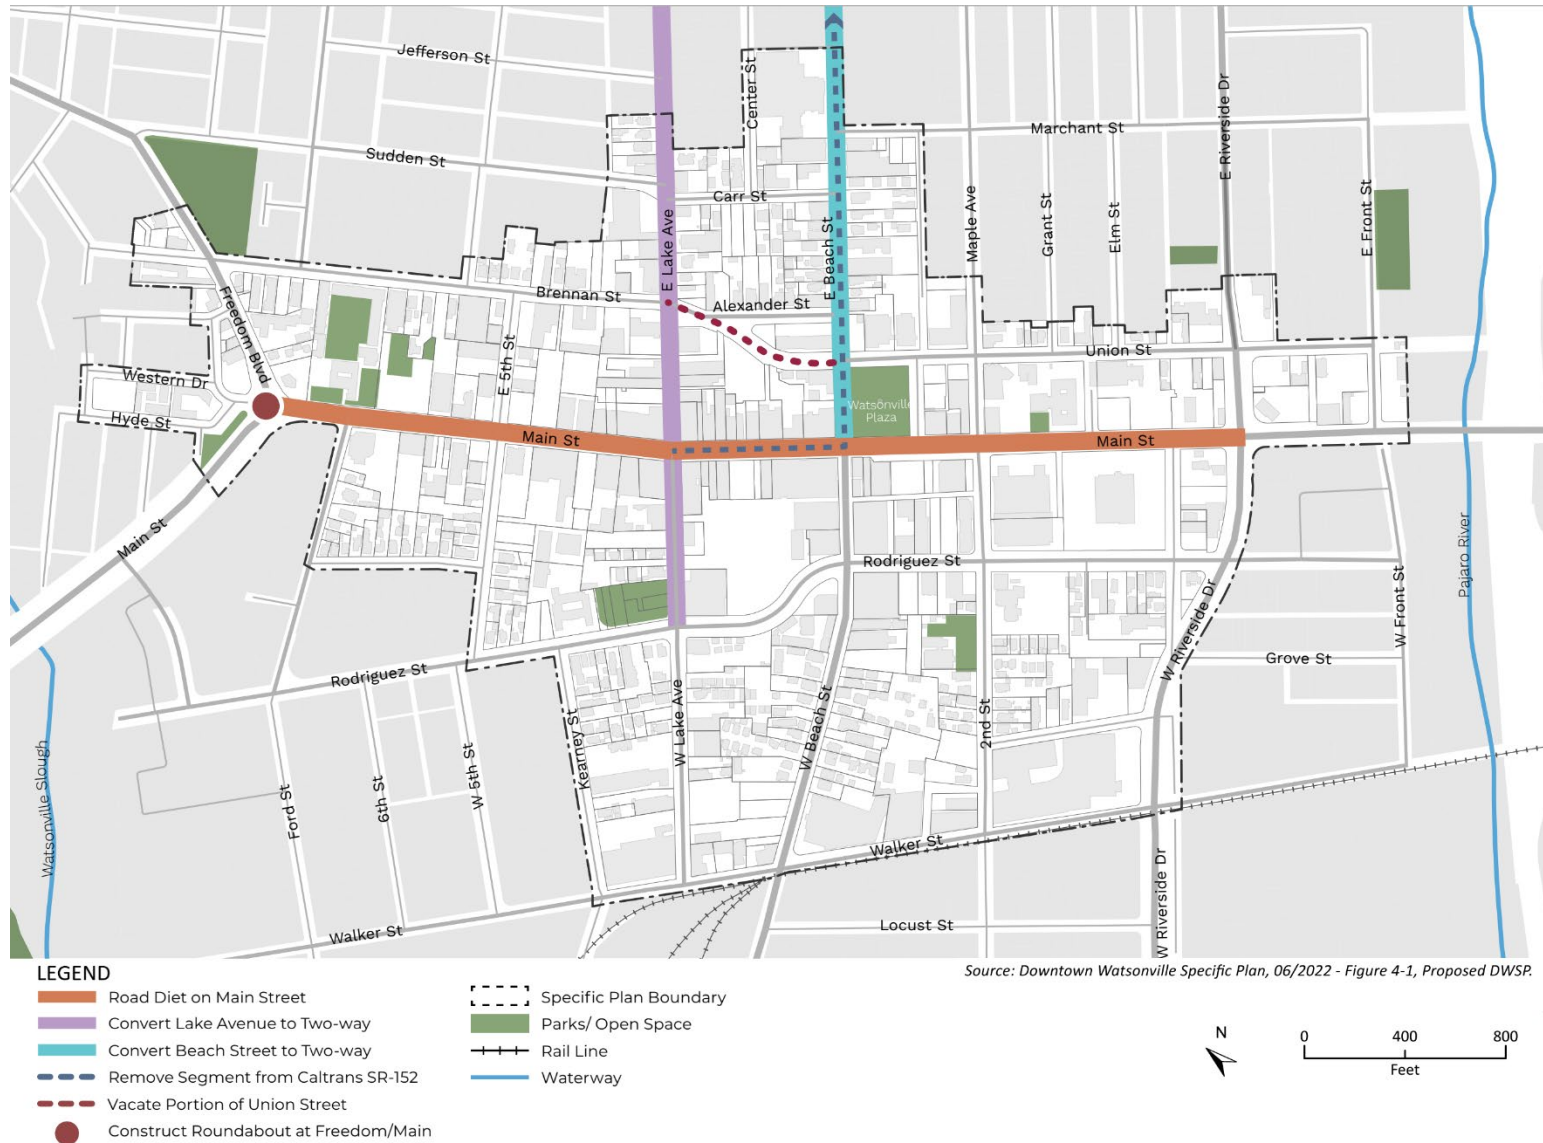 Jefferson St
Center St
Marchant St
E Riverside Dr
Sudden St
Carr St
E Lake Ave
E Beach St
Maple Ave
Grant St
Elm St
E Front St
Brennan St
Alexander St
Freedom Blvd
E 5th St
Union St
Western Dr
Hyde St
Watsonville
Plaza
Main St
Main St
Main St
Rodriguez St
Pajaro River
W Front St
W Riverside Dr
Grove St
Rodriguez St
Kearney St
W Lake Ave
W Beach St
2nd St
Watsonville Slough
Ford St
6th St
W 5th St
Walker St
W Riverside Dr
Walker St
Locust St
LEGEND
Source: Downtown Watsonville Specific Plan, 06/2022 - Figure 4-1, Proposed DWSP.
Road Diet on Main Street
Convert Lake Avenue to Two-way
Convert Beach Street to Two-way
Remove Segment from Caltrans SR-152
Vacate Portion of Union Street
Construct Roundabout at Freedom/Main
Specific Plan Boundary
Parks/ Open Space
Rail Line
Waterway
N
0 400 800
Feet